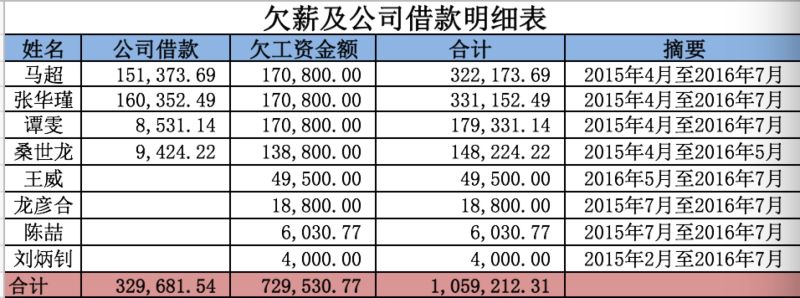 欠薪及公司借款明细表
姓名 公司借款 欠工资金额 合计 摘要
马超 151,373.69 170,800.00 322,173.69 2015年4月至2016年7月
张华瑾 160,352.49 170,800.00 331,152.49 2015年4月至2016年7月
谭雯 8,531.14 170,800.00 179,331.14 2015年4月至2016年7月
桑世龙 9,424.22 138,800.00 148,224.22 2015年4月至2016年5月
王威 49,500.00 49,500.00 2016年5月至2016年7月
龙彦合 18,800.00 18,800.00 2015年7月至2016年7月
陈喆 6,030.77 6,030.77 2015年7月至2016年7月
刘炳钊 4,000.00 4,000.00 2015年2月至2016年7月
合计 329,681.54 729,530.77 1,059,212.31